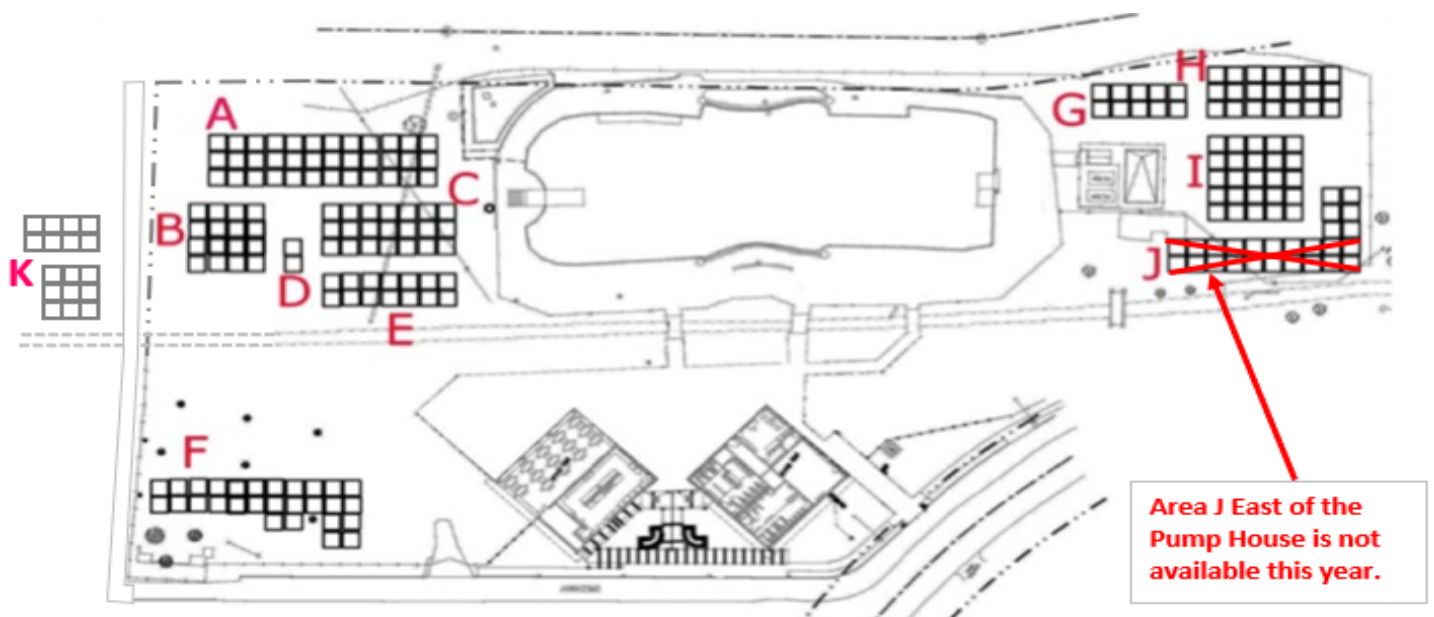 A
B
C
D
E
F
G
H
I
J
K
Area J East of the
Pump House is not
available this year.